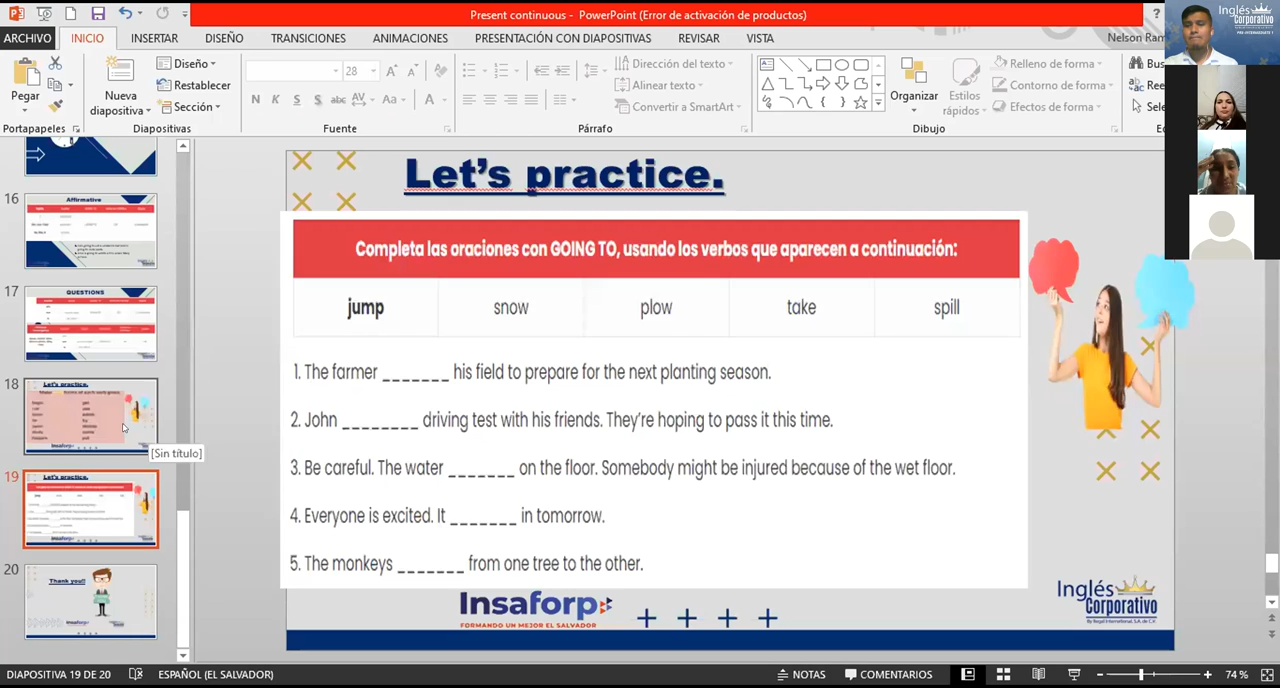 Present continuous - PowerPoint (Error de activación de productos)
?
ARCHIVO INICIO INSERTAR DISEÑO TRANSICIONES ANIMACIONES PRESENTACIÓN CON DIAPOSITIVAS REVISAR VISTA
Pegar
Portapapeles
Nueva diapositiva
Diseño
Restablecer
Sección
Diapositivas
28
N K S S abc AV Aa A
Fuente
Dirección del texto
Alinear texto
Convertir a SmartArt
Párrafo
Organizar
Estilos rápidos
Relleno de forma
Contorno de forma
Efectos de forma
Dibujo
Inglés
Corporativo
16
Affirmative
17
QUESTIONS
18
Let's practice.
[Sin título]
19
Let's practice.
20
Thank you!!
Let's practice.
Completa las oraciones con GOING TO, usando los verbos que aparecen a continuación:
jump snow plow take spill
1. The farmer _______ his field to prepare for the next planting season.
2. John ________ driving test with his friends. They're hoping to pass it this time.
3. Be careful. The water _______ on the floor. Somebody might be injured because of the wet floor.
4. Everyone is excited. It _______ in tomorrow.
5. The monkeys _______ from one tree to the other.
Insaforp
FORMANDO UN MEJOR EL SALVADOR
Inglés
Corporativo
DIAPOSITIVA 19 DE 20 ESPAÑOL (EL SALVADOR) NOTAS COMENTARIOS 74 %